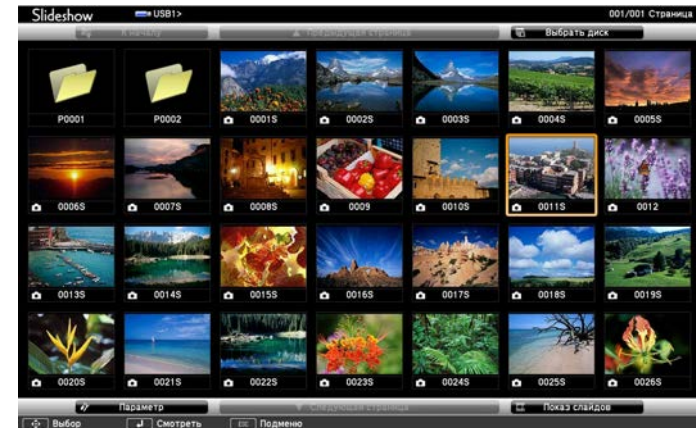 Slideshow USB1> 001/001 Страница
К началу Предыдущая страница Выбрать диск
P0001 P0002 0001S 0002S 0003S 0004S 0005S
0006S 0007S 0008S 0009 0010S 0011S 0012
0013S 0014S 0015S 0016S 0017S 0018S 0019S
0020S 0021S 0022S 0023S 0024S 0025S 0026S
Параметр Следующая страница Показ слайдов
Выбор Смотреть Esc Подменю